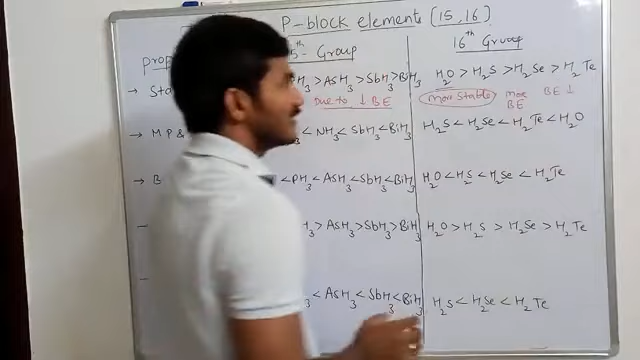 P-block elements (15,16)
15th- Group 16th Group
→ Sta H3 > AsH3 > SbH3 > BiH3 H2O > H2S > H2Se > H2Te
Due to ↓ BE more stable more BE BE ↓
→ M P & < NH3 < SbH3 < BiH3 H2S < H2Se < H2Te < H2O
→ B < PH3 < AsH3 < SbH3 < BiH3 H2O < H2S < H2Se < H2Te
H3 > AsH3 > SbH3 > BiH3 H2O > H2S > H2Se > H2Te
3 < AsH3 < SbH3 < BiH3 H2S < H2Se < H2Te